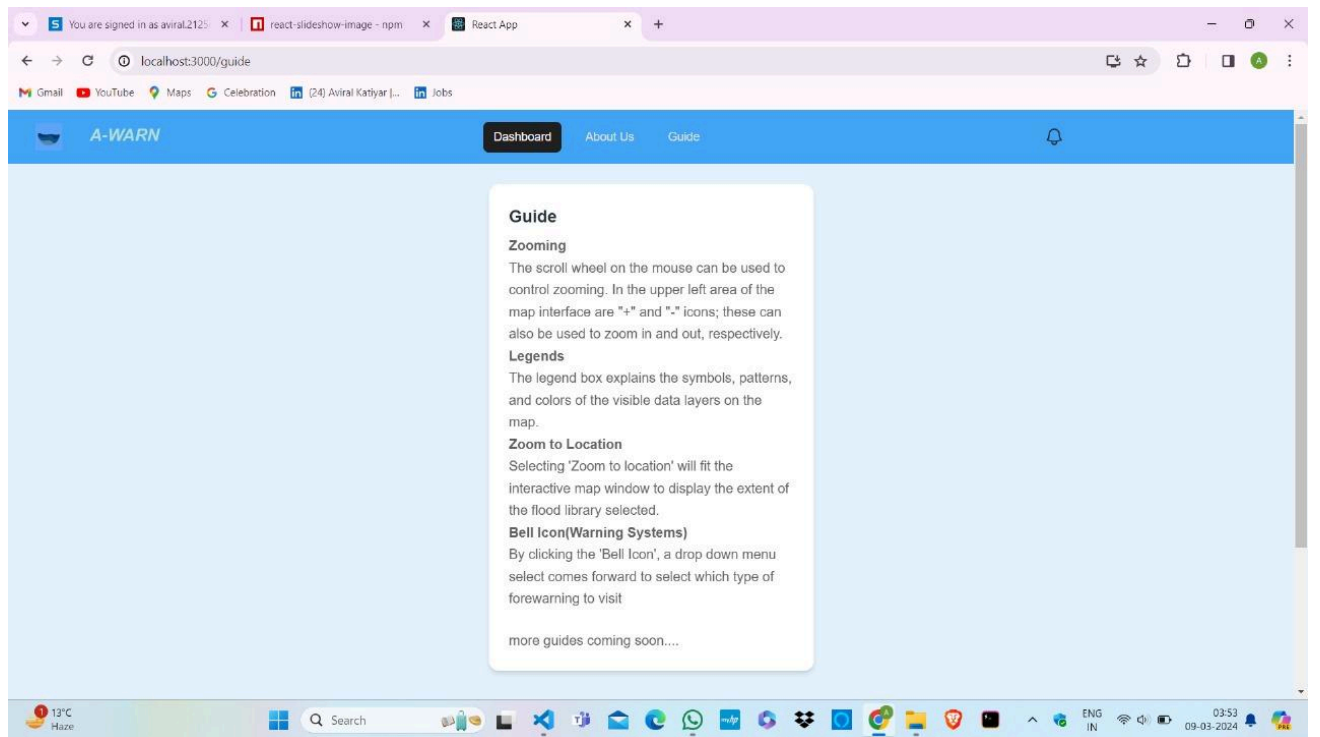 You are signed in as aviral.2125
react-slideshow-image - npm
React App
localhost:3000/guide
Gmail
YouTube
Maps
Celebration
(24) Aviral Katiyar |...
Jobs
A-WARN
Dashboard
About Us
Guide
Guide
Zooming
The scroll wheel on the mouse can be used to
control zooming. In the upper left area of the
map interface are "+" and "-" icons; these can
also be used to zoom in and out, respectively.
Legends
The legend box explains the symbols, patterns,
and colors of the visible data layers on the
map.
Zoom to Location
Selecting 'Zoom to location' will fit the
interactive map window to display the extent of
the flood library selected.
Bell Icon(Warning Systems)
By clicking the 'Bell Icon', a drop down menu
select comes forward to select which type of
forewarning to visit
more guides coming soon....
1
13°C
Haze
Search
ENG
IN
03:53
09-03-2024